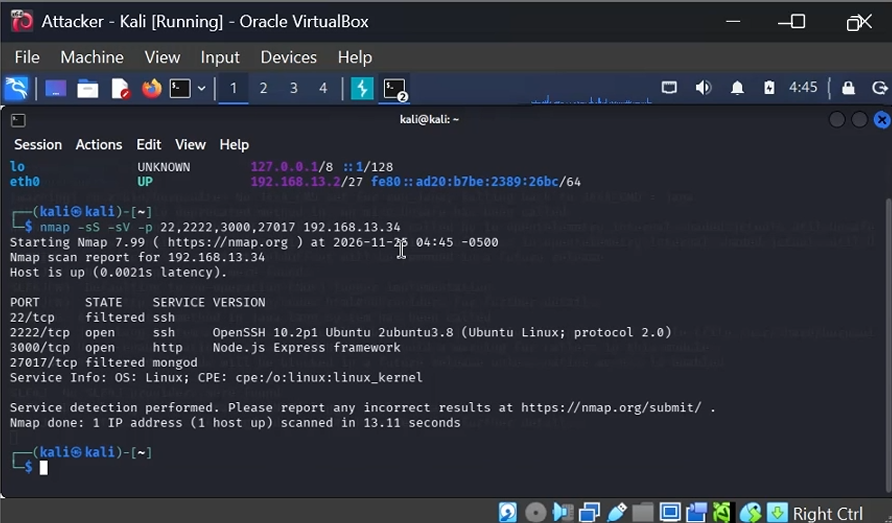 Attacker - Kali [Running] - Oracle VirtualBox
File Machine View Input Devices Help
1 2 3 4 2 4:45
kali@kali: ~
Session Actions Edit View Help
lo UNKNOWN 127.0.0.1/8 ::1/128
eth0 UP 192.168.13.2/27 fe80::ad20:b7be:2389:26bc/64
┌──(kali㉿kali)-[~]
└─$ nmap -sS -sV -p 22,2222,3000,27017 192.168.13.34
Starting Nmap 7.99 ( https://nmap.org ) at 04:45 -0500
Nmap scan report for 192.168.13.34
Host is up (0.0021s latency).
PORT STATE SERVICE VERSION
22/tcp filtered ssh
2222/tcp open ssh OpenSSH 10.2p1 Ubuntu 2ubuntu3.8 (Ubuntu Linux; protocol 2.0)
3000/tcp open http Node.js Express framework
27017/tcp filtered mongod
Service Info: OS: Linux; CPE: cpe:/o:linux:linux_kernel
Service detection performed. Please report any incorrect results at https://nmap.org/submit/ .
Nmap done: 1 IP address (1 host up) scanned in 13.11 seconds
┌──(kali㉿kali)-[~]
└─$
Right Ctrl